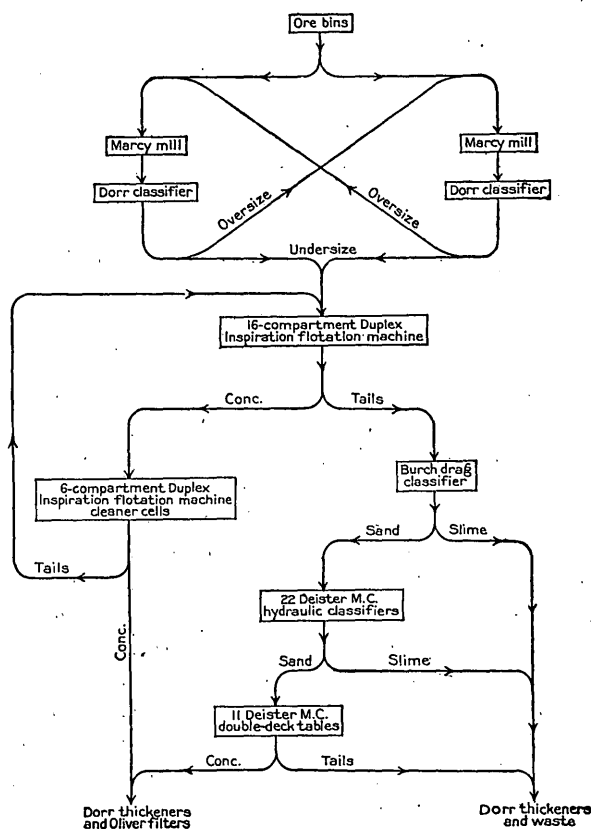 Ore bins
Marcy mill
Marcy mill
Dorr classifier
Dorr classifier
Oversize
Oversize
Undersize
16-compartment Duplex
Inspiration flotation machine
Conc.
Tails
6-compartment Duplex
Inspiration flotation machine
cleaner cells
Burch drag
classifier
Sand
Slime
Tails
22 Deister M.C.
hydraulic classifiers
Conc.
Sand
Slime
11 Deister M.C.
double-deck tables
Conc.
Tails
Dorr thickeners
and Oliver filters
Dorr thickeners
and waste